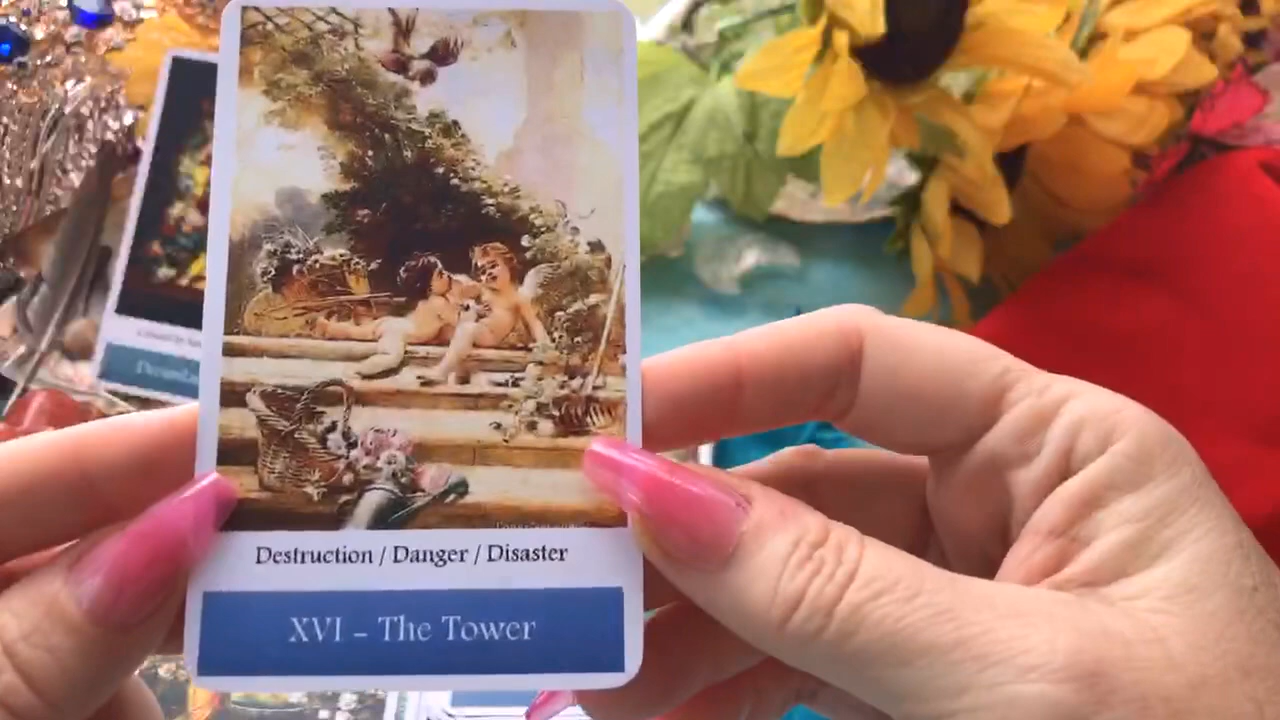 Destruction / Danger / Disaster
XVI – The Tower